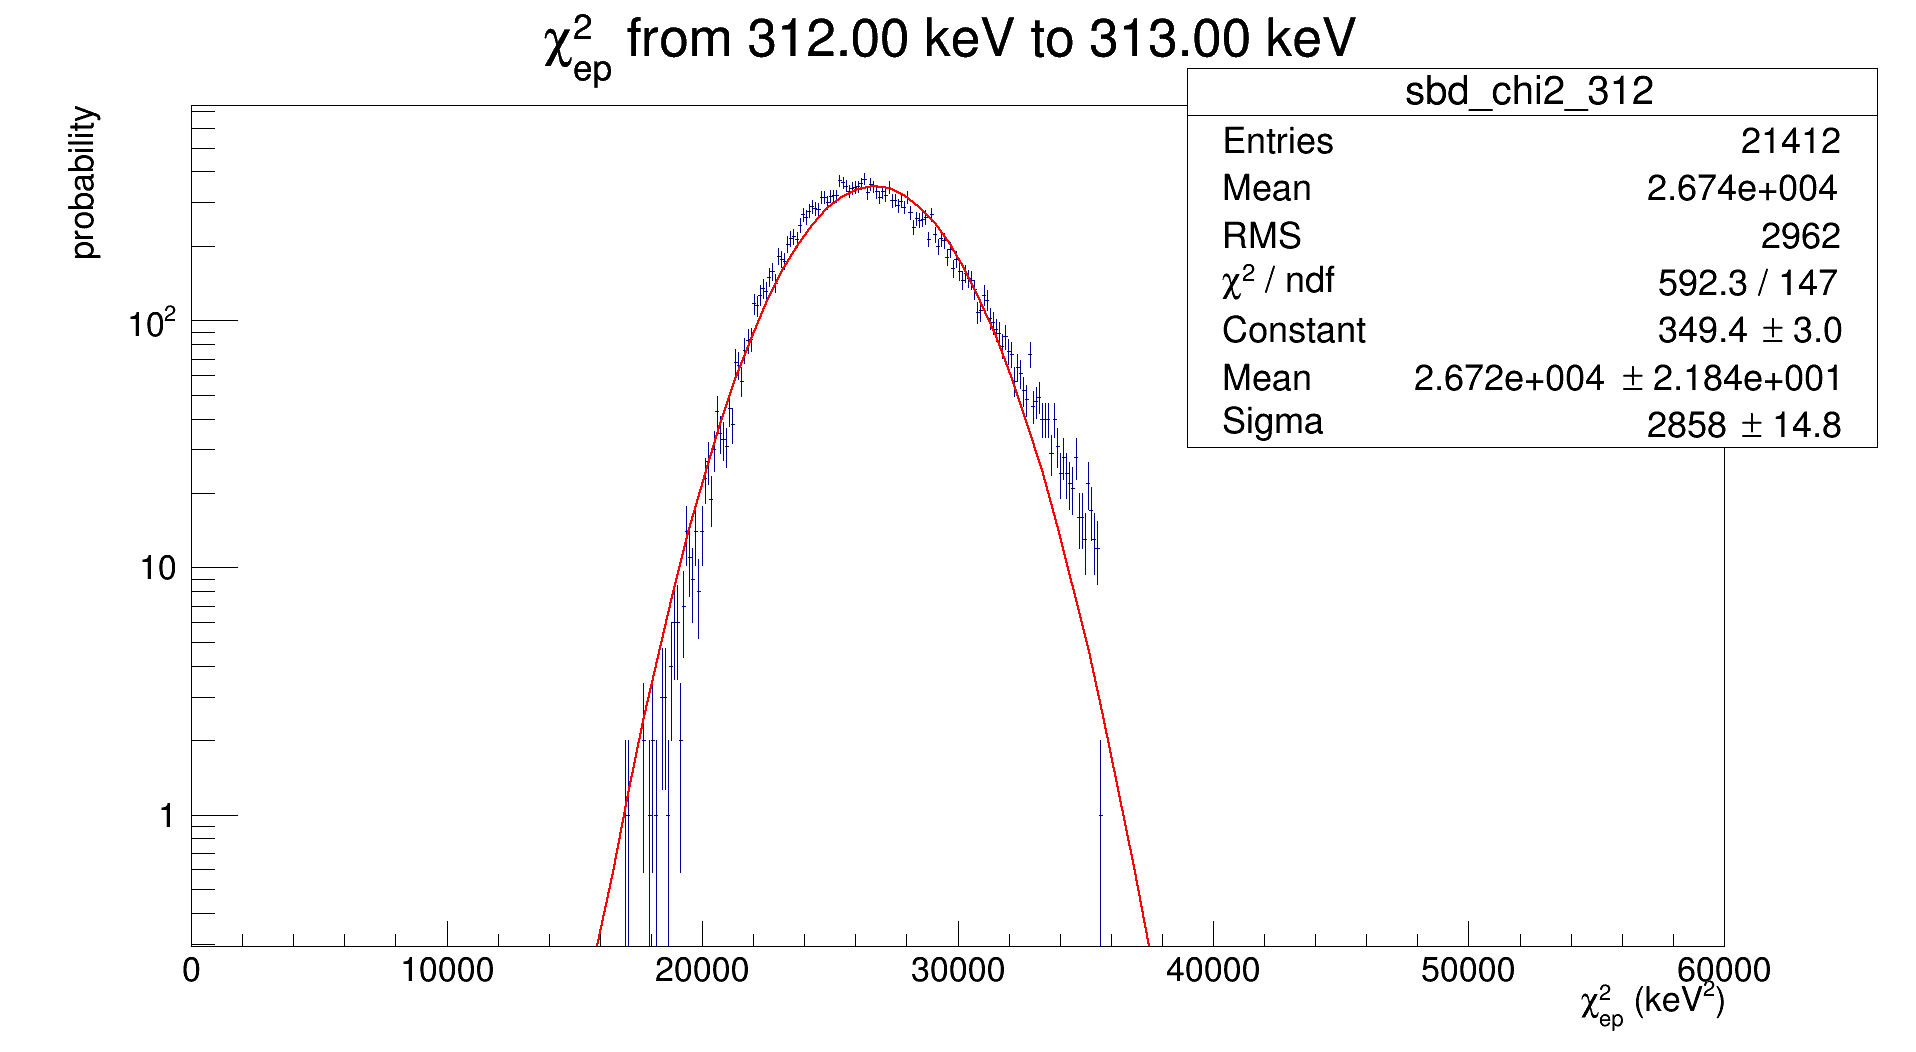 χ²ep from 312.00 keV to 313.00 keV
probability
sbd_chi2_312
Entries 21412
Mean 2.674e+004
RMS 2962
χ² / ndf 592.3 / 147
Constant 349.4 ± 3.0
Mean 2.672e+004 ± 2.184e+001
Sigma 2858 ± 14.8
10²
10
1
0 10000 20000 30000 40000 50000 60000
χ²ep (keV²)